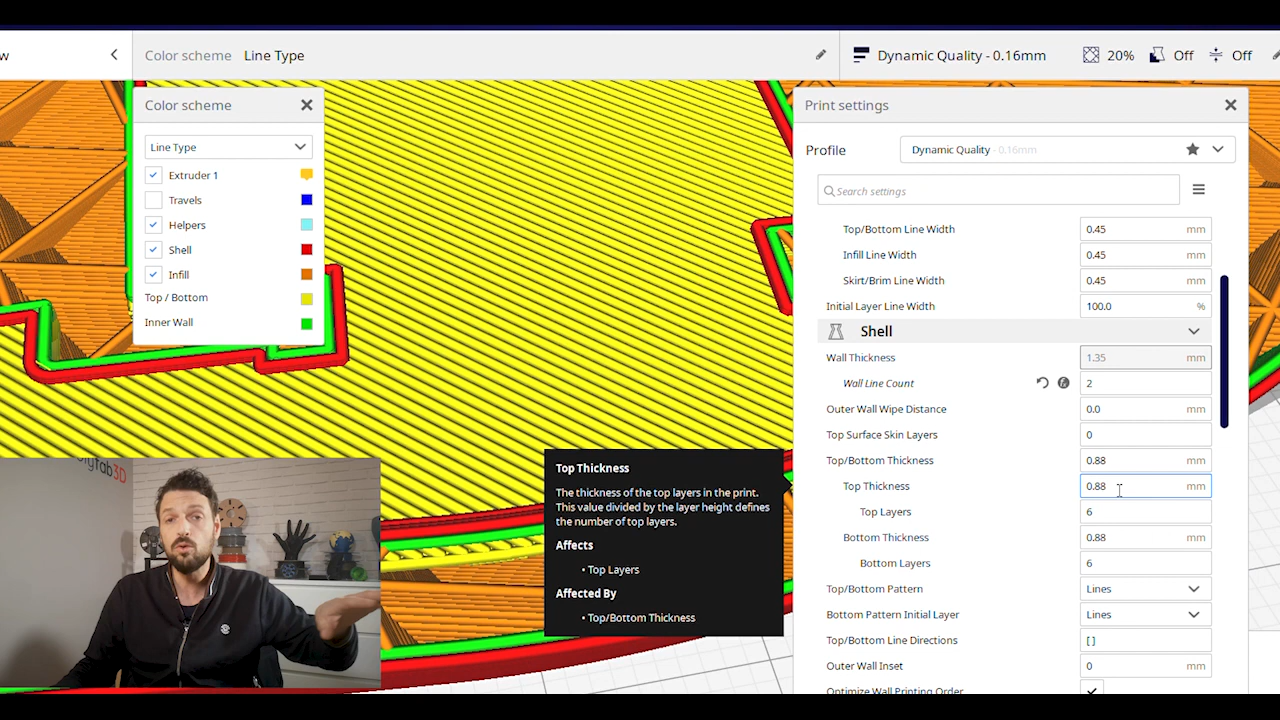 w
Color scheme Line Type
Dynamic Quality - 0.16mm 20% Off Off
Color scheme
Line Type
Extruder 1
Travels
Helpers
Shell
Infill
Top / Bottom
Inner Wall
Print settings
Profile Dynamic Quality - 0.16mm
Search settings
Top/Bottom Line Width 0.45 mm
Infill Line Width 0.45 mm
Skirt/Brim Line Width 0.45 mm
Initial Layer Line Width 100.0 %
Shell
Wall Thickness 1.35 mm
Wall Line Count 2
Outer Wall Wipe Distance 0.0 mm
Top Surface Skin Layers 0
Top/Bottom Thickness 0.88 mm
Top Thickness 0.88 mm
Top Layers 6
Bottom Thickness 0.88 mm
Bottom Layers 6
Top/Bottom Pattern Lines
Bottom Pattern Initial Layer Lines
Top/Bottom Line Directions [ ]
Outer Wall Inset 0 mm
Optimize Wall Printing Order
Top Thickness
The thickness of the top layers in the print.
This value divided by the layer height defines
the number of top layers.
Affects
• Top Layers
Affected By
• Top/Bottom Thickness